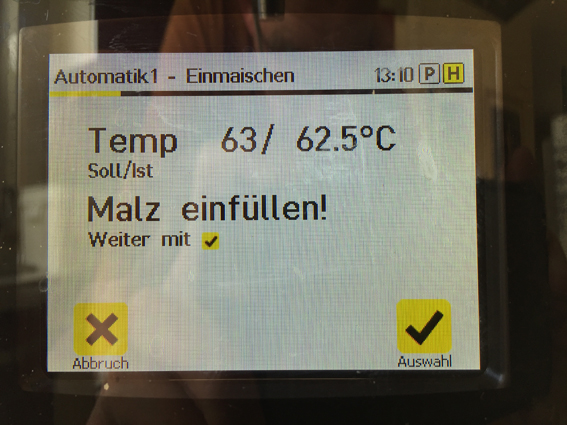 Automatik1 - Einmaischen 13:10 P H
Temp 63/ 62.5°C
Soll/Ist
Malz einfüllen!
Weiter mit ✔
Abbruch Auswahl